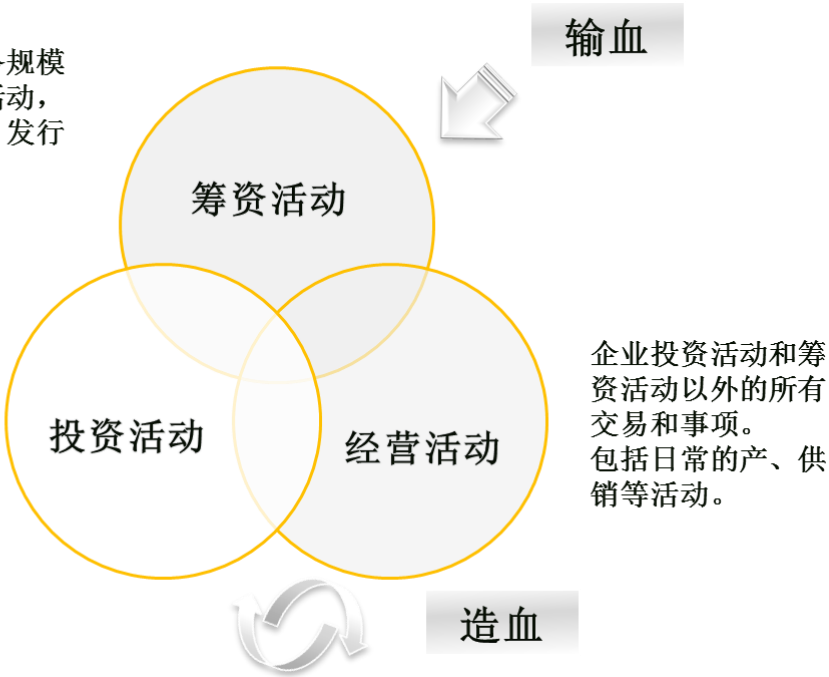 输血
规模
活动，
发行
筹资活动
投资活动
经营活动
企业投资活动和筹
资活动以外的所有
交易和事项。
包括日常的产、供
销等活动。
造血